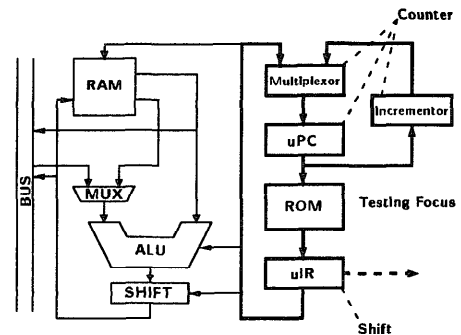 Counter
RAM
Multiplexor
Incrementor
uPC
BUS
MUX
ROM
Testing Focus
ALU
uIR
SHIFT
Shift